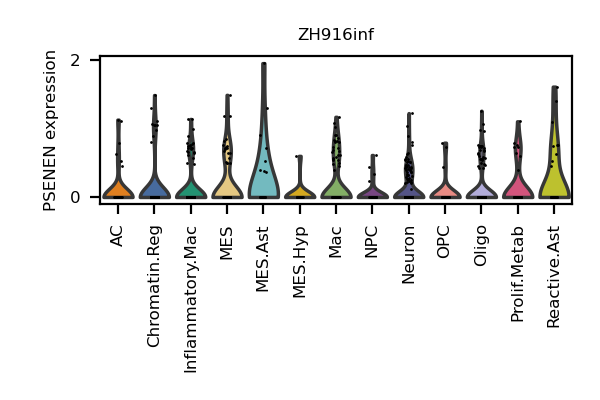 ZH916inf
PSENEN expression
2
0
AC
Chromatin.Reg
Inflammatory.Mac
MES
MES.Ast
MES.Hyp
Mac
NPC
Neuron
OPC
Oligo
Prolif.Metab
Reactive.Ast